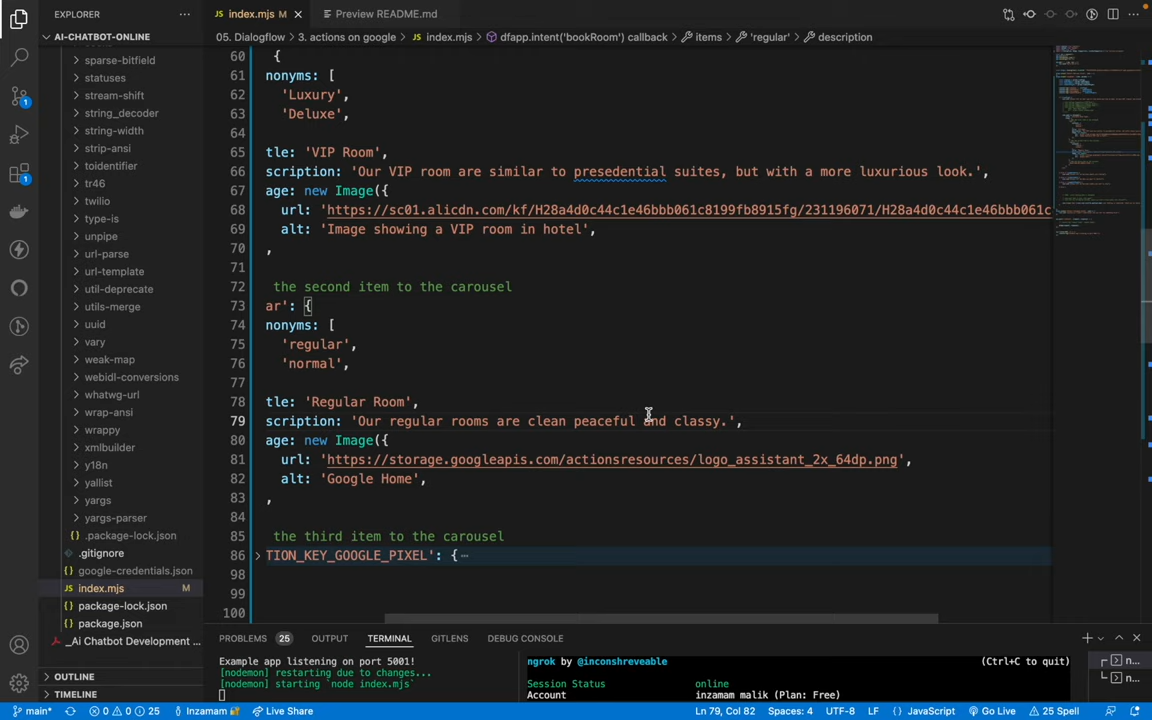 EXPLORER
index.mjs M
Preview README.md
AI-CHATBOT-ONLINE
05. Dialogflow > 3. actions on google > index.mjs > dfapp.intent('bookRoom') callback > items > 'regular' > description
sparse-bitfield
statuses
stream-shift
string_decoder
string-width
strip-ansi
toidentifier
tr46
twilio
type-is
unpipe
url-parse
url-template
util-deprecate
utils-merge
uuid
vary
weak-map
webidl-conversions
whatwg-url
wrap-ansi
wrappy
xmlbuilder
y18n
yallist
yargs
yargs-parser
.package-lock.json
.gitignore
google-credentials.json
index.mjs M
package-lock.json
package.json
_Ai Chatbot Development ...
OUTLINE
TIMELINE
60 {
61 nonyms: [
62 'Luxury',
63 'Deluxe',
64
65 tle: 'VIP Room',
66 scription: 'Our VIP room are similar to presedential suites, but with a more luxurious look.',
67 age: new Image({
68 url: 'https://sc01.alicdn.com/kf/H28a4d0c44c1e46bbb061c8199fb8915fg/231196071/H28a4d0c44c1e46bbb061c
69 alt: 'Image showing a VIP room in hotel',
70 ,
71
72 the second item to the carousel
73 ar': {
74 nonyms: [
75 'regular',
76 'normal',
77
78 tle: 'Regular Room',
79 scription: 'Our regular rooms are clean peaceful and classy.',
80 age: new Image({
81 url: 'https://storage.googleapis.com/actionsresources/logo_assistant_2x_64dp.png',
82 alt: 'Google Home',
83 ,
84
85 the third item to the carousel
86 TION_KEY_GOOGLE_PIXEL': {
98
99
100
PROBLEMS 25 OUTPUT TERMINAL GITLENS DEBUG CONSOLE
Example app listening on port 5001!
[nodemon] restarting due to changes...
[nodemon] starting `node index.mjs`
ngrok by @inconshreveable (Ctrl+C to quit)
Session Status online
Account inzamam malik (Plan: Free)
n...
n...
main* 0 0 25 Inzamam Live Share Ln 79, Col 82 Spaces: 4 UTF-8 LF JavaScript Go Live 25 Spell